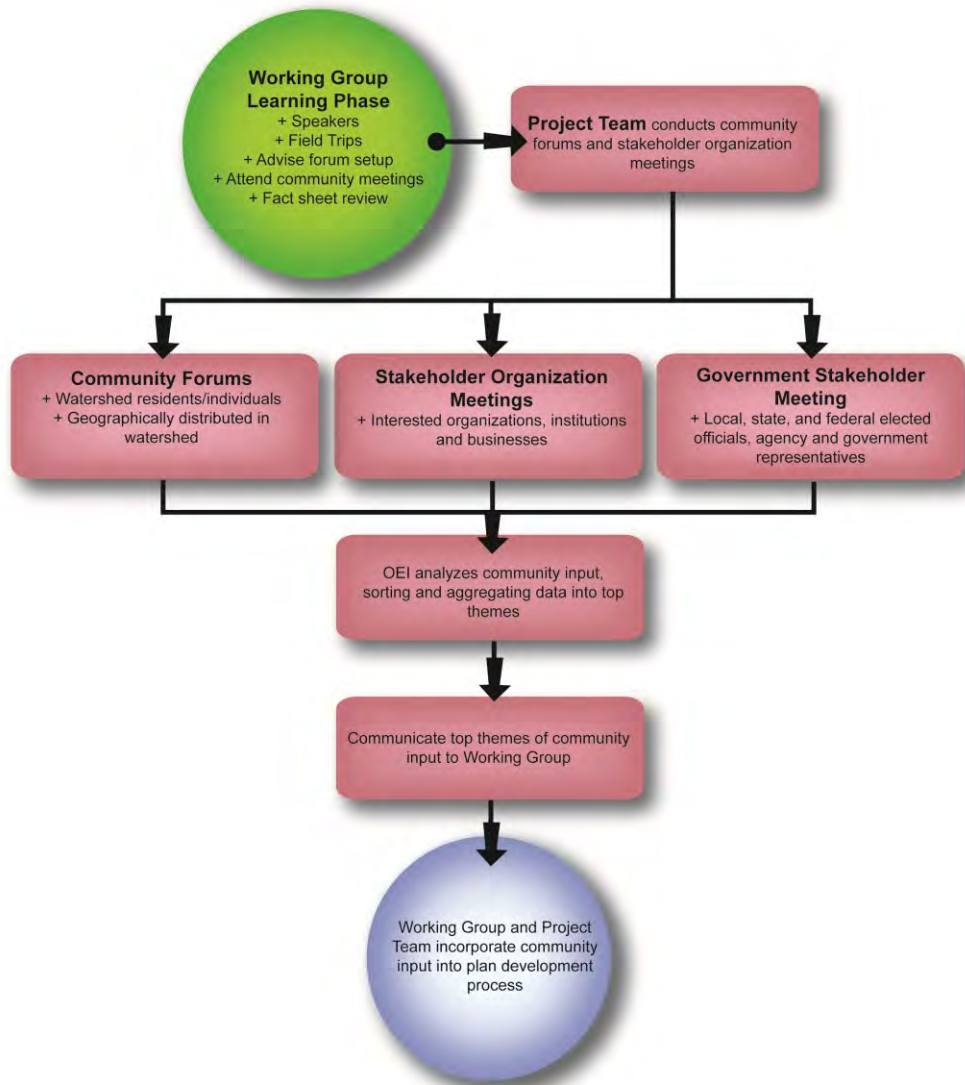 Working Group
Learning Phase
+ Speakers
+ Field Trips
+ Advise forum setup
+ Attend community meetings
+ Fact sheet review
Project Team conducts community
forums and stakeholder organization
meetings
Community Forums
+ Watershed residents/individuals
+ Geographically distributed in
watershed
Stakeholder Organization
Meetings
+ Interested organizations, institutions
and businesses
Government Stakeholder
Meeting
+ Local, state, and federal elected
officials, agency and government
representatives
OEI analyzes community input,
sorting and aggregating data into top
themes
Communicate top themes of community
input to Working Group
Working Group and Project
Team incorporate community
input into plan development
process